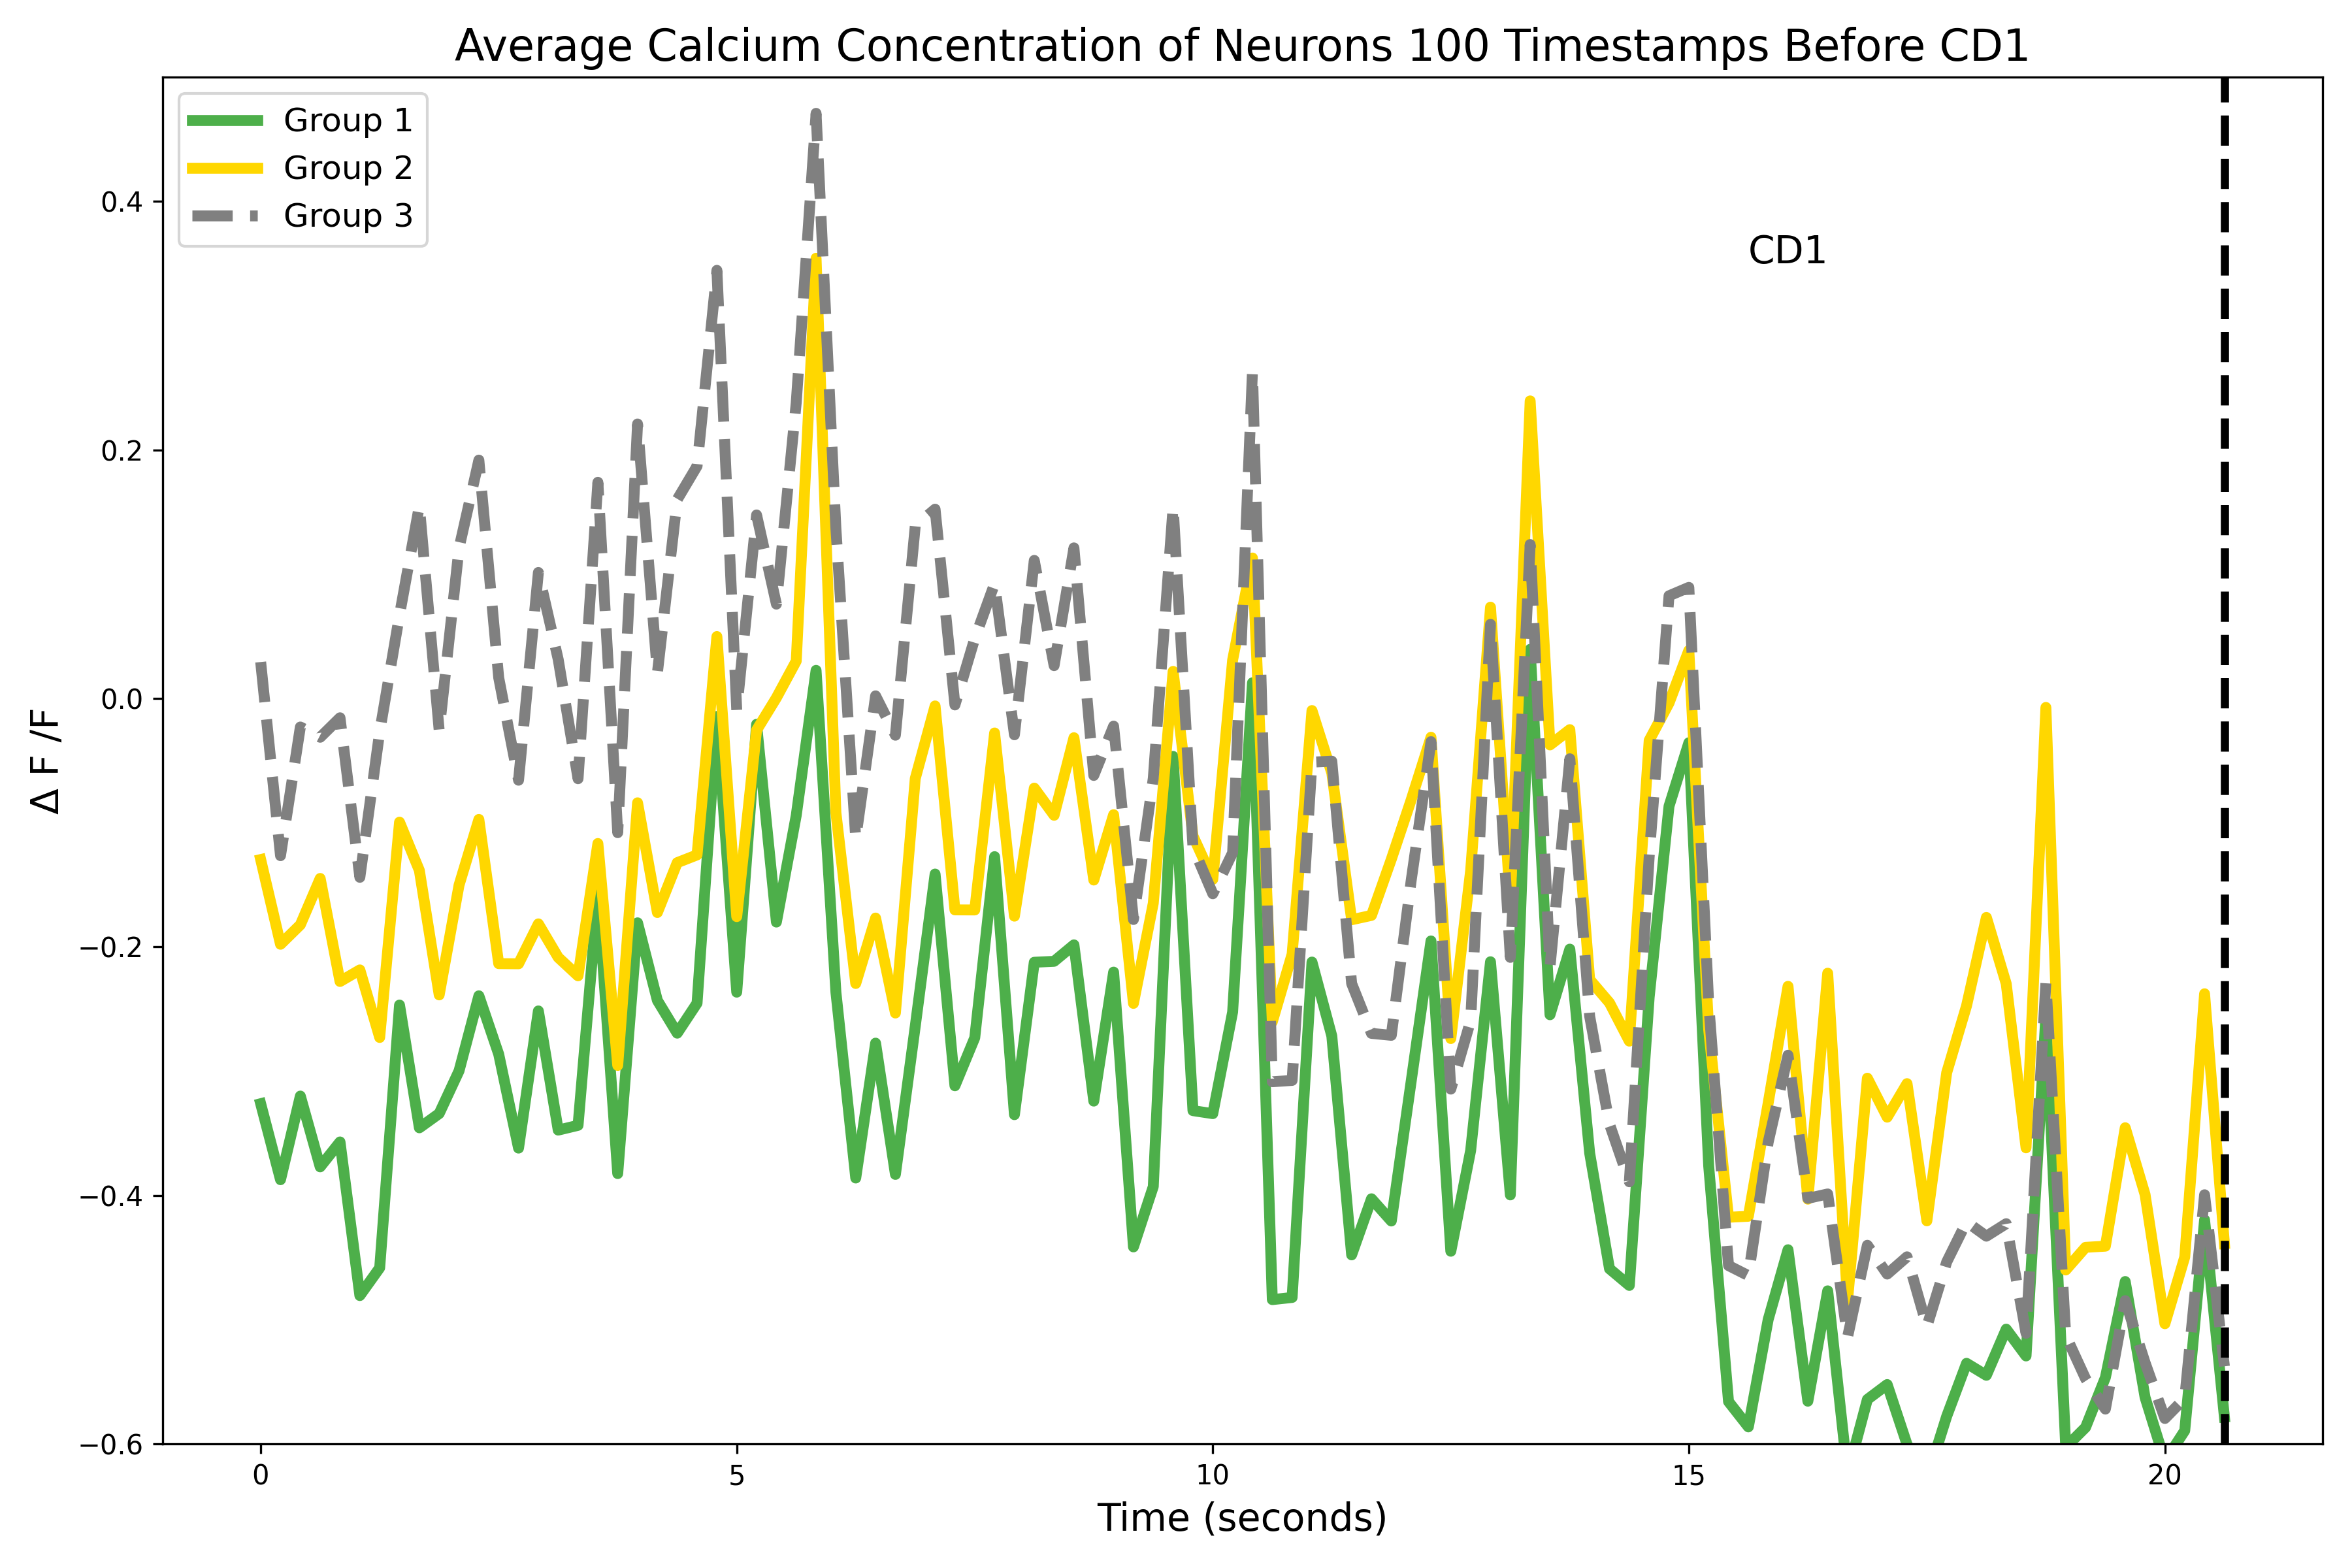 Average Calcium Concentration of Neurons 100 Timestamps Before CD1
Group 1
Group 2
Group 3
CD1
Δ F /F
0.4
0.2
0.0
−0.2
−0.4
−0.6
0 5 10 15 20
Time (seconds)